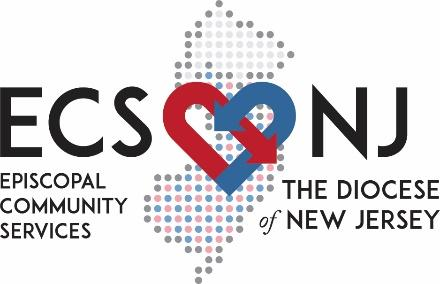 ECS NJ
EPISCOPAL
COMMUNITY
SERVICES
THE DIOCESE
of NEW JERSEY